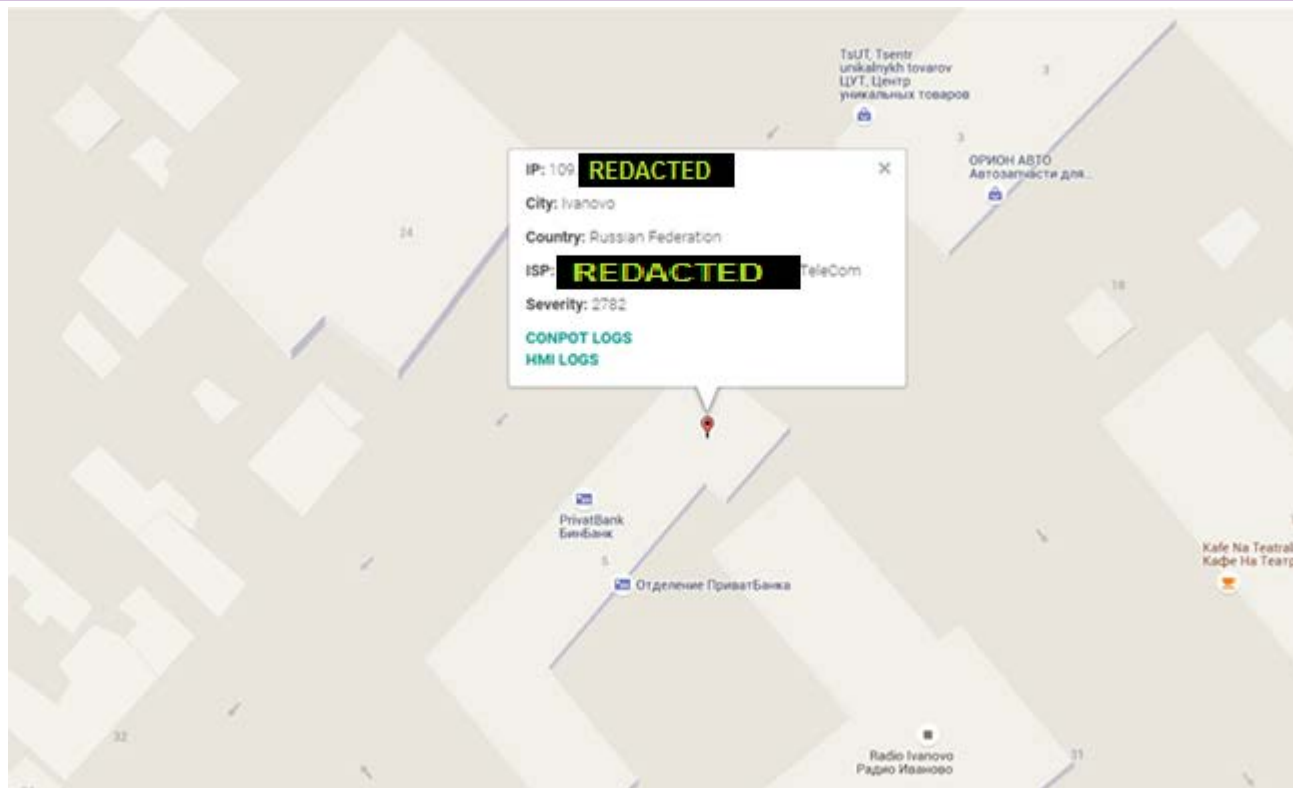 TsUT, Tsentr
unikalnykh tovarov
ЦУТ, Центр
уникальных товаров
3
3
ОРИОН АВТО
Автозапчасти для...
24
18
IP: 109. REDACTED
City: Ivanovo
Country: Russian Federation
ISP: REDACTED TeleCom
Severity: 2782
CONPOT LOGS
HMI LOGS
PrivatBank
БинБанк
5
Отделение ПриватБанка
Kafe Na Teatral
Кафе На Театр
32
Radio Ivanovo
Радио Иваново
31